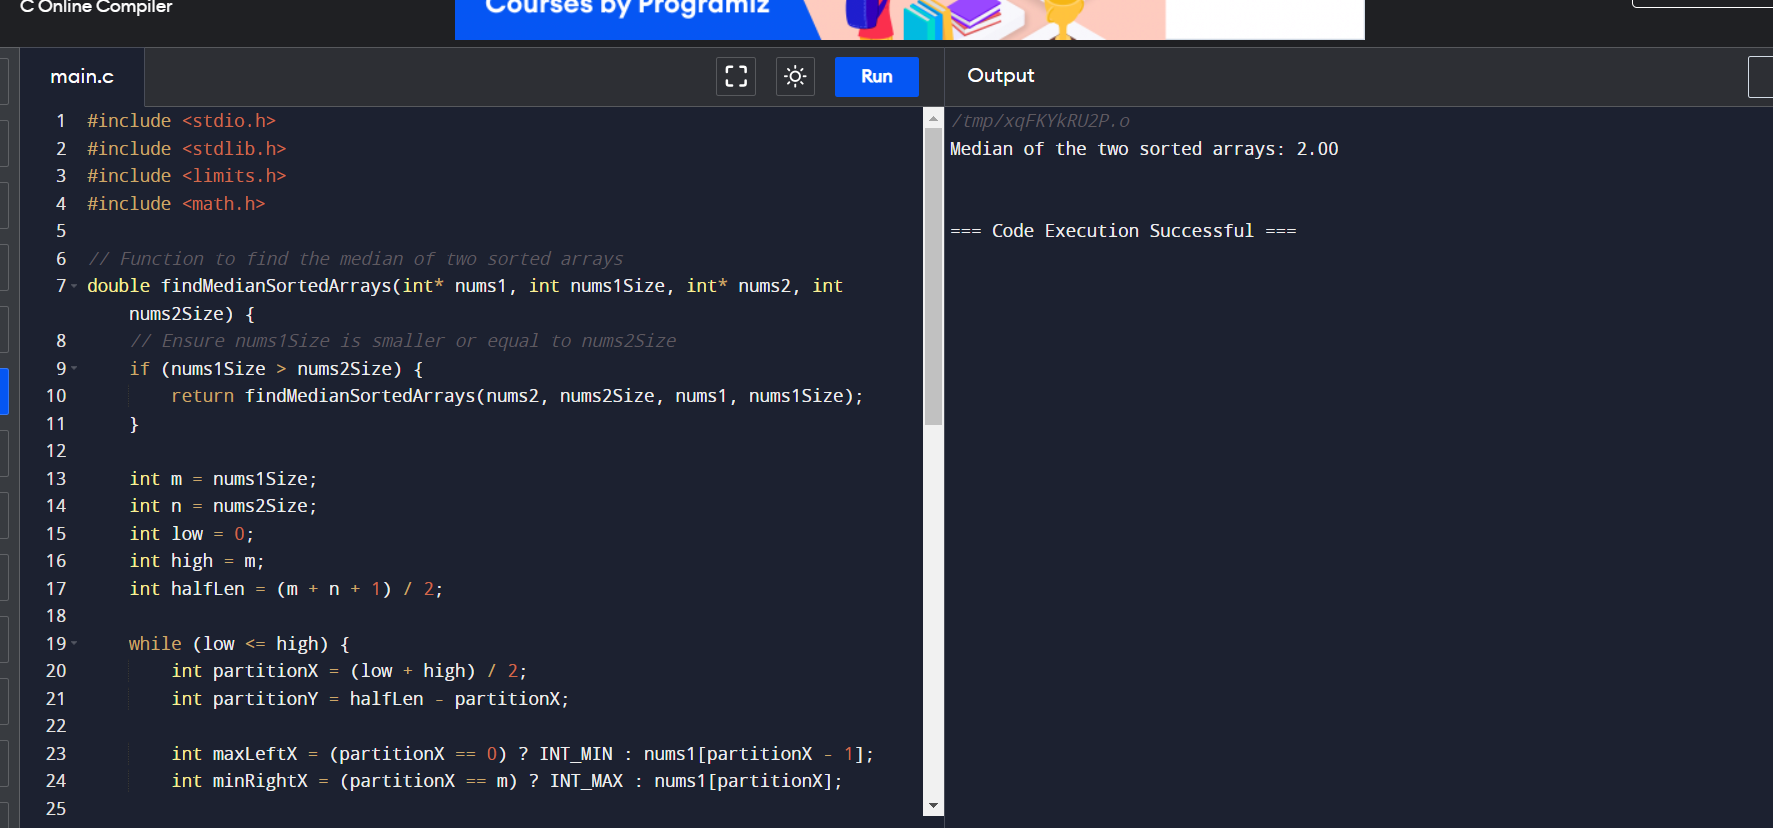 C Online Compiler
Courses by Programiz
main.c
Run
Output
1 #include <stdio.h>
2 #include <stdlib.h>
3 #include <limits.h>
4 #include <math.h>
5
6 // Function to find the median of two sorted arrays
7 double findMedianSortedArrays(int* nums1, int nums1Size, int* nums2, int
nums2Size) {
8 // Ensure nums1Size is smaller or equal to nums2Size
9 if (nums1Size > nums2Size) {
10 return findMedianSortedArrays(nums2, nums2Size, nums1, nums1Size);
11 }
12
13 int m = nums1Size;
14 int n = nums2Size;
15 int low = 0;
16 int high = m;
17 int halfLen = (m + n + 1) / 2;
18
19 while (low <= high) {
20 int partitionX = (low + high) / 2;
21 int partitionY = halfLen - partitionX;
22
23 int maxLeftX = (partitionX == 0) ? INT_MIN : nums1[partitionX - 1];
24 int minRightX = (partitionX == m) ? INT_MAX : nums1[partitionX];
25
/tmp/xqFKYkRU2P.o
Median of the two sorted arrays: 2.00
=== Code Execution Successful ===